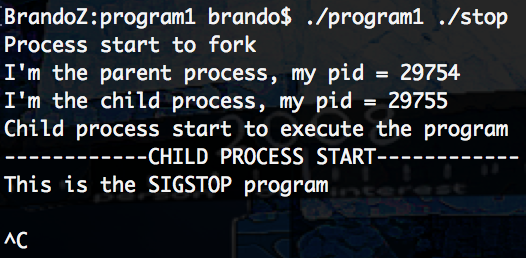 BrandoZ:program1 brando$ ./program1 ./stop
Process start to fork
I'm the parent process, my pid = 29754
I'm the child process, my pid = 29755
Child process start to execute the program
------------CHILD PROCESS START------------
This is the SIGSTOP program
^C